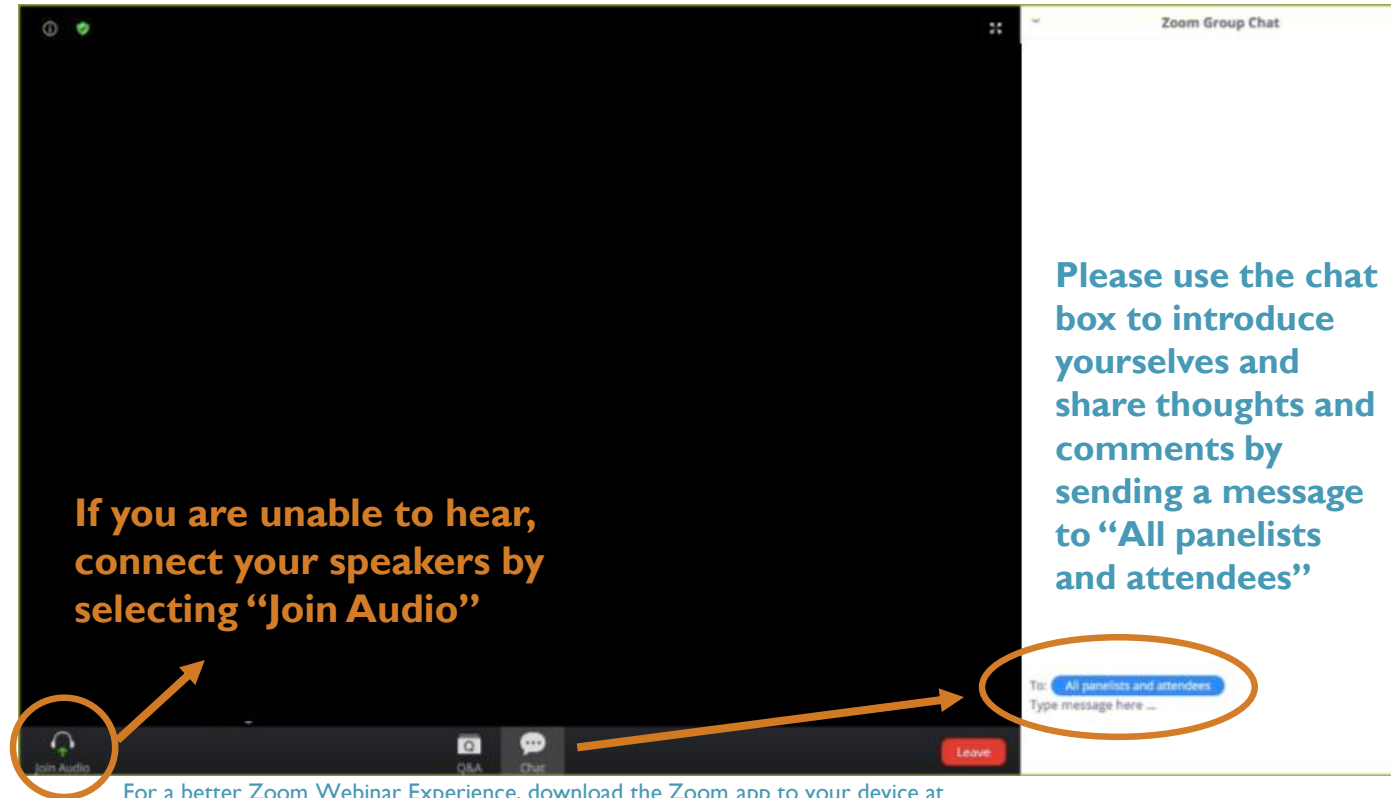 Zoom Group Chat
Please use the chat
box to introduce
yourselves and
share thoughts and
comments by
sending a message
to “All panelists
and attendees”
If you are unable to hear,
connect your speakers by
selecting “Join Audio”
To: All panelists and attendees
Type message here ...
Join Audio
Q&A
Chat
Leave
For a better Zoom Webinar Experience, download the Zoom app to your device at